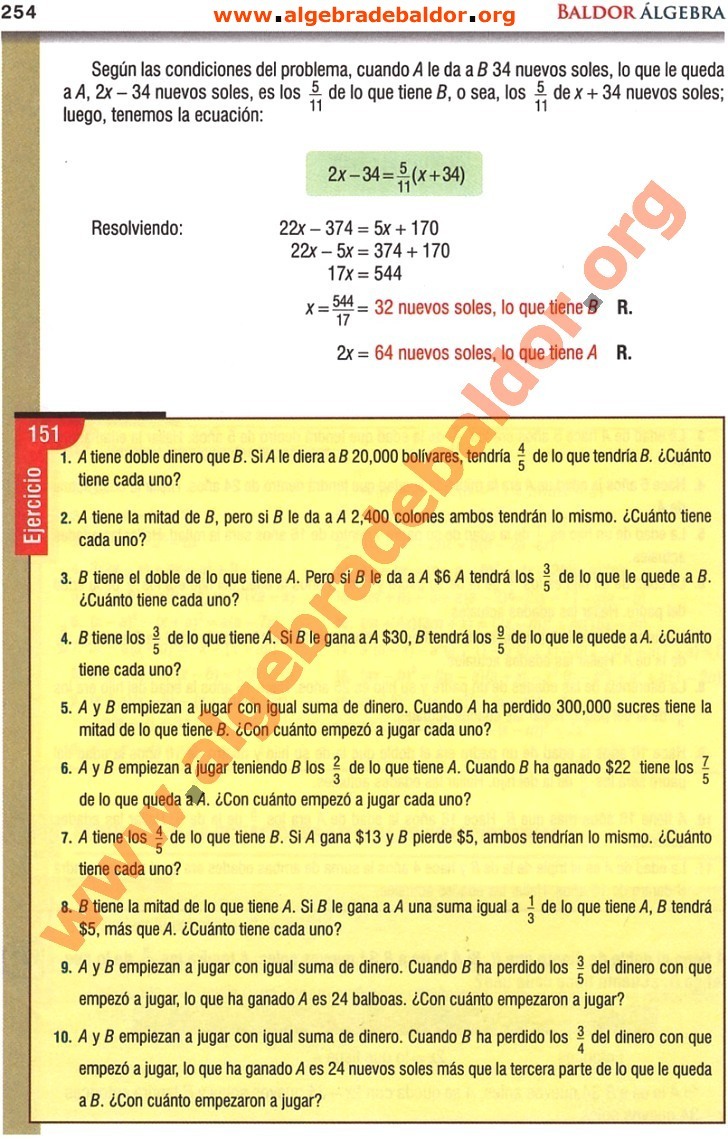 254 www.algebradebaldor.org BALDOR ÁLGEBRA
Según las condiciones del problema, cuando A le da a B 34 nuevos soles, lo que le queda
a A, 2x – 34 nuevos soles, es los 5/11 de lo que tiene B, o sea, los 5/11 de x + 34 nuevos soles;
luego, tenemos la ecuación:
2x – 34 = 5/11 (x + 34)
Resolviendo: 22x – 374 = 5x + 170
22x – 5x = 374 + 170
17x = 544
x = 544/17 = 32 nuevos soles, lo que tiene B R.
2x = 64 nuevos soles, lo que tiene A R.
151
Ejercicio
1. A tiene doble dinero que B. Si A le diera a B 20,000 bolívares, tendría 4/5 de lo que tendría B. ¿Cuánto
tiene cada uno?
2. A tiene la mitad de B, pero si B le da a A 2,400 colones ambos tendrán lo mismo. ¿Cuánto tiene
cada uno?
3. B tiene el doble de lo que tiene A. Pero si B le da a A $6 A tendrá los 3/5 de lo que le quede a B.
¿Cuánto tiene cada uno?
4. B tiene los 3/5 de lo que tiene A. Si B le gana a A $30, B tendrá los 9/5 de lo que le quede a A. ¿Cuánto
tiene cada uno?
5. A y B empiezan a jugar con igual suma de dinero. Cuando A ha perdido 300,000 sucres tiene la
mitad de lo que tiene B. ¿Con cuánto empezó a jugar cada uno?
6. A y B empiezan a jugar teniendo B los 2/3 de lo que tiene A. Cuando B ha ganado $22 tiene los 7/5
de lo que queda a A. ¿Con cuánto empezó a jugar cada uno?
7. A tiene los 4/5 de lo que tiene B. Si A gana $13 y B pierde $5, ambos tendrían lo mismo. ¿Cuánto
tiene cada uno?
8. B tiene la mitad de lo que tiene A. Si B le gana a A una suma igual a 1/3 de lo que tiene A, B tendrá
$5, más que A. ¿Cuánto tiene cada uno?
9. A y B empiezan a jugar con igual suma de dinero. Cuando B ha perdido los 3/5 del dinero con que
empezó a jugar, lo que ha ganado A es 24 balboas. ¿Con cuánto empezaron a jugar?
10. A y B empiezan a jugar con igual suma de dinero. Cuando B ha perdido los 3/4 del dinero con que
empezó a jugar, lo que ha ganado A es 24 nuevos soles más que la tercera parte de lo que le queda
a B. ¿Con cuánto empezaron a jugar?
www.algebradebaldor.org